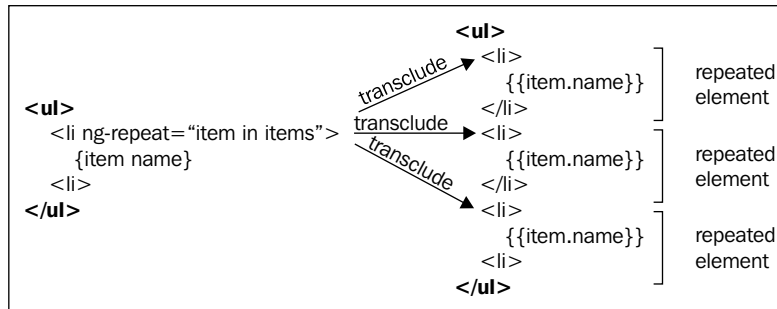 <ul>
<li ng-repeat=“item in items”>
{item name}
<li>
</ul>
transclude
transclude
transclude
<ul>
<li>
{{item.name}}
</li>
<li>
{{item.name}}
</li>
<li>
{{item.name}}
<li>
</ul>
repeated
element
repeated
element
repeated
element